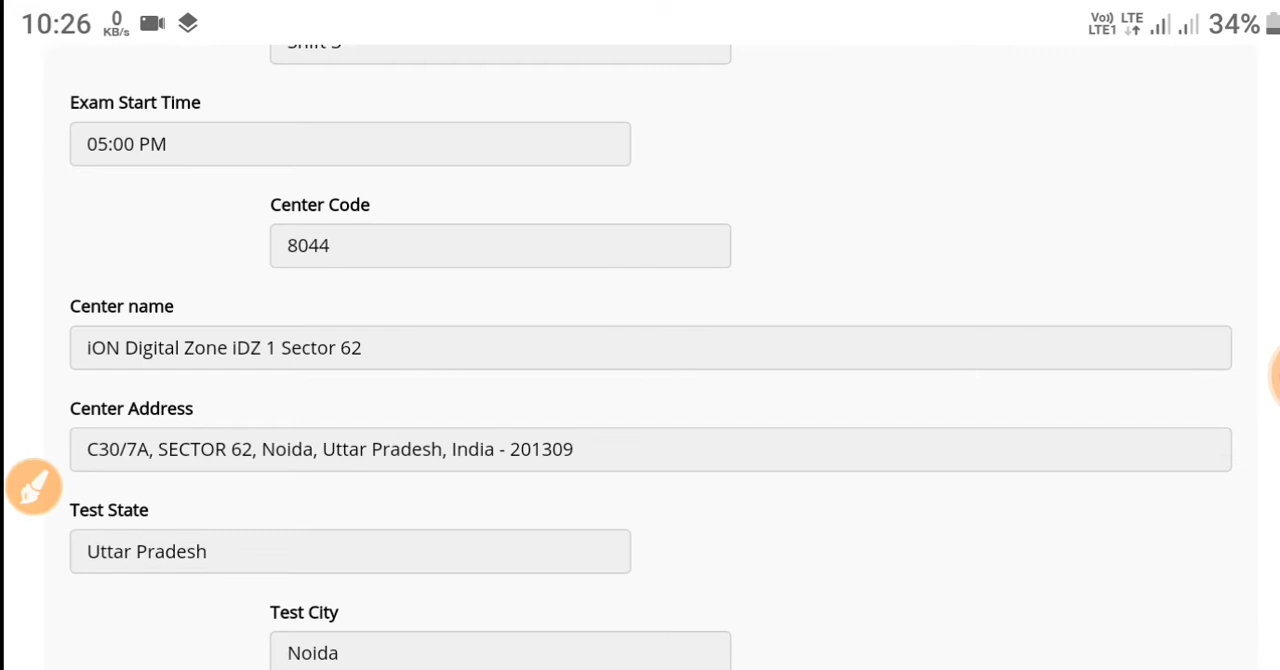 10:26 0 KB/s Vo)) LTE LTE1 34%
Exam Start Time
05:00 PM
Center Code
8044
Center name
iON Digital Zone iDZ 1 Sector 62
Center Address
C30/7A, SECTOR 62, Noida, Uttar Pradesh, India - 201309
Test State
Uttar Pradesh
Test City
Noida